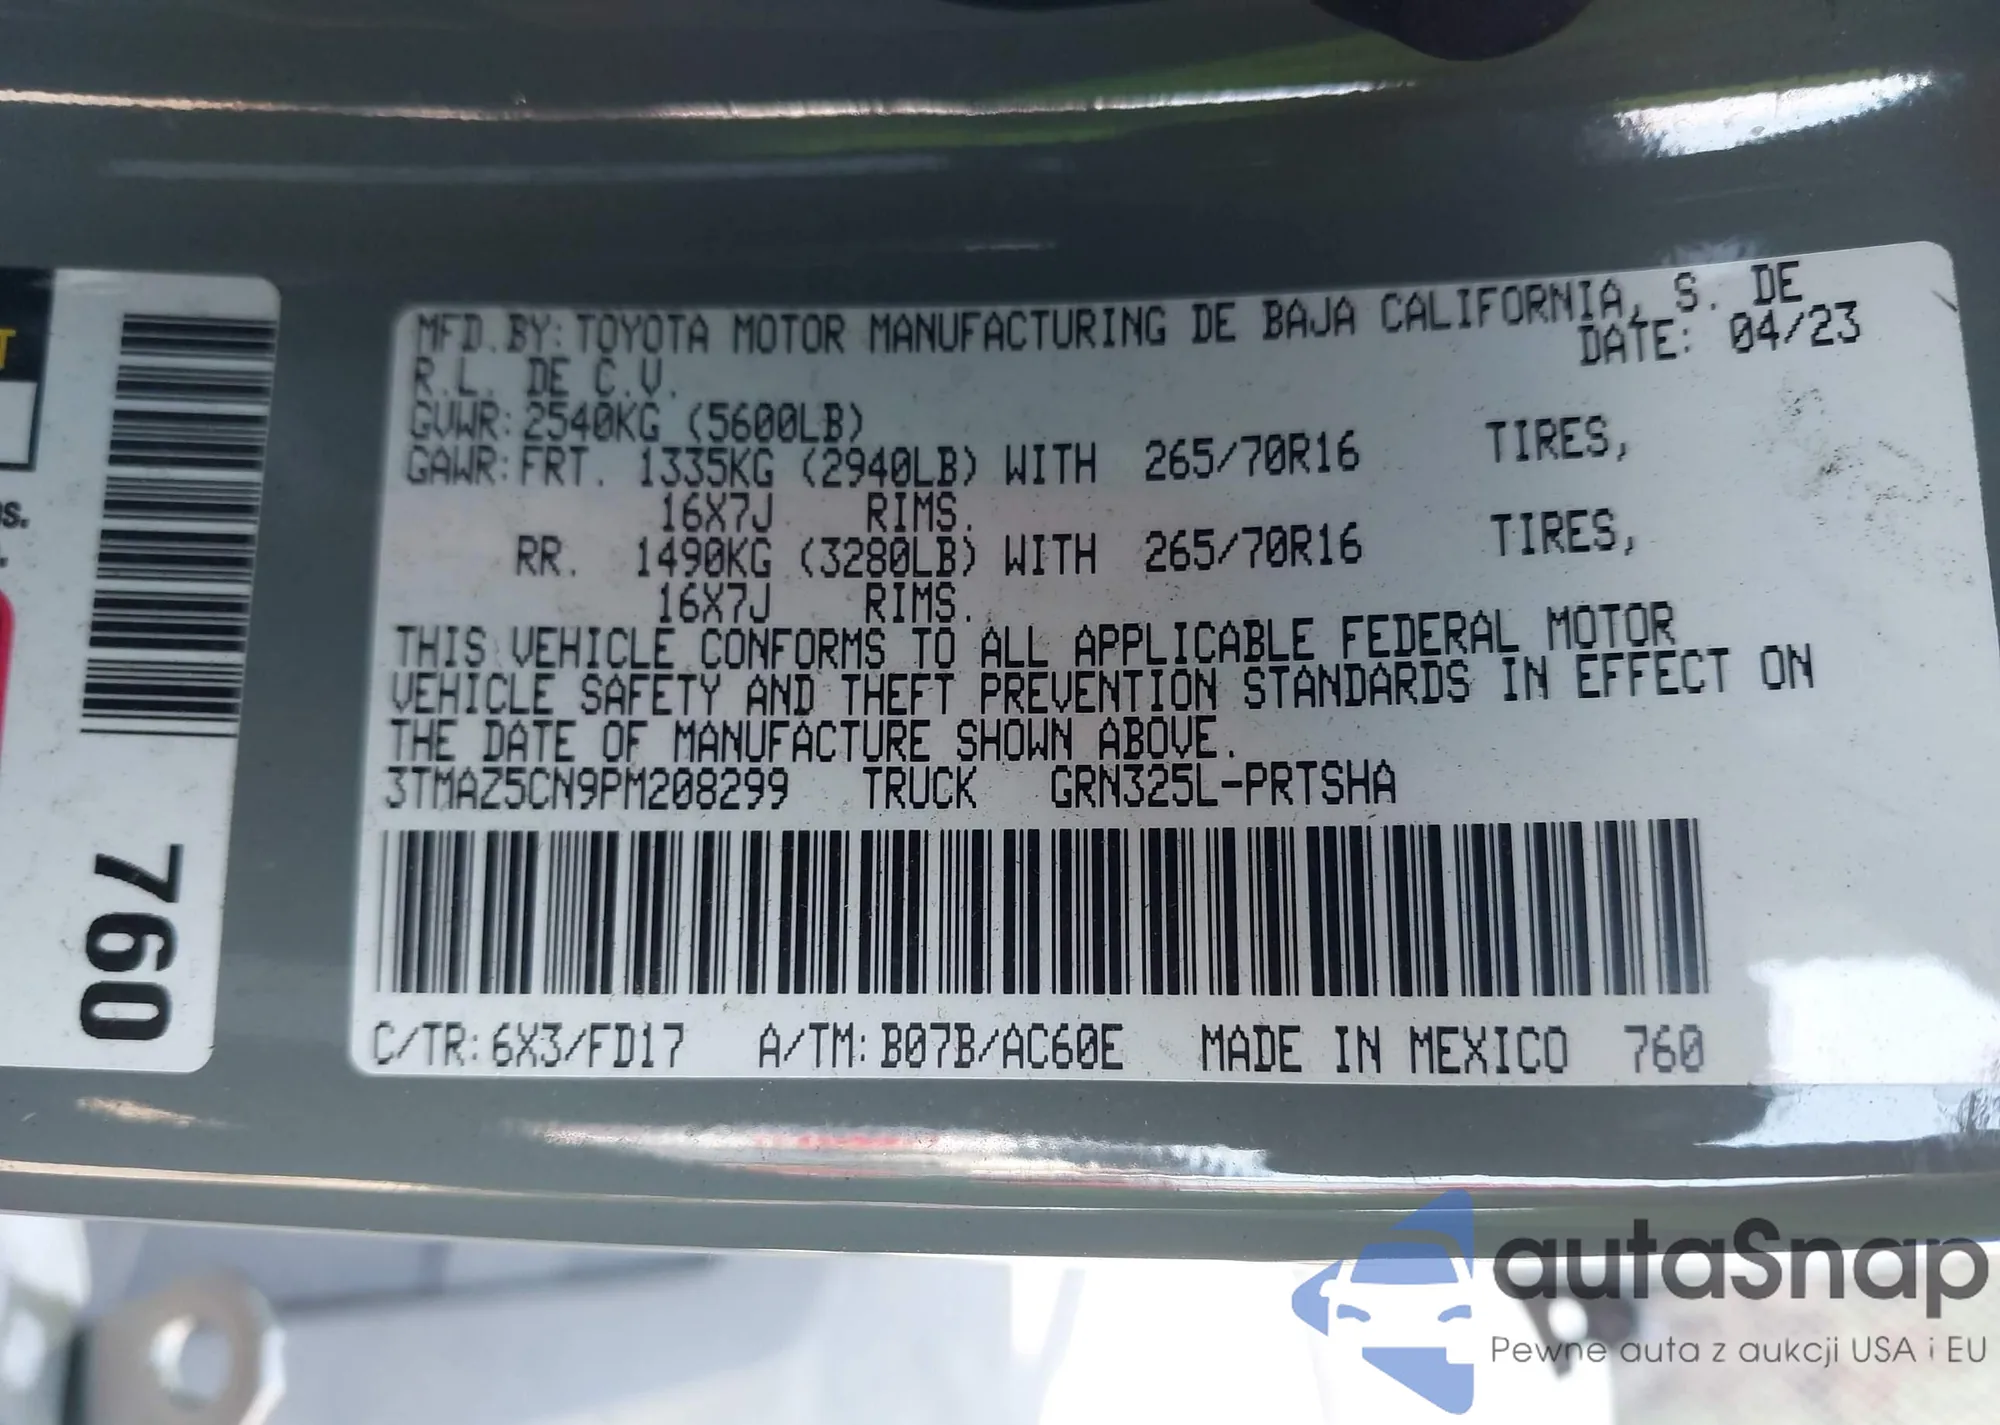 MFD. BY: TOYOTA MOTOR MANUFACTURING DE BAJA CALIFORNIA, S. DE
R.L. DE C.V.
DATE: 04/23
GVWR: 2540KG (5600LB)
GAWR: FRT. 1335KG (2940LB) WITH 265/70R16 TIRES,
16X7J RIMS.
RR. 1490KG (3280LB) WITH 265/70R16 TIRES,
16X7J RIMS.
THIS VEHICLE CONFORMS TO ALL APPLICABLE FEDERAL MOTOR
VEHICLE SAFETY AND THEFT PREVENTION STANDARDS IN EFFECT ON
THE DATE OF MANUFACTURE SHOWN ABOVE.
3TMAZ5CN9PM208299 TRUCK GRN325L-PRTSHA
C/TR: 6X3/FD17 A/TM: B07B/AC60E MADE IN MEXICO 760
760
autaSnap
Pewne auta z aukcji USA i EU